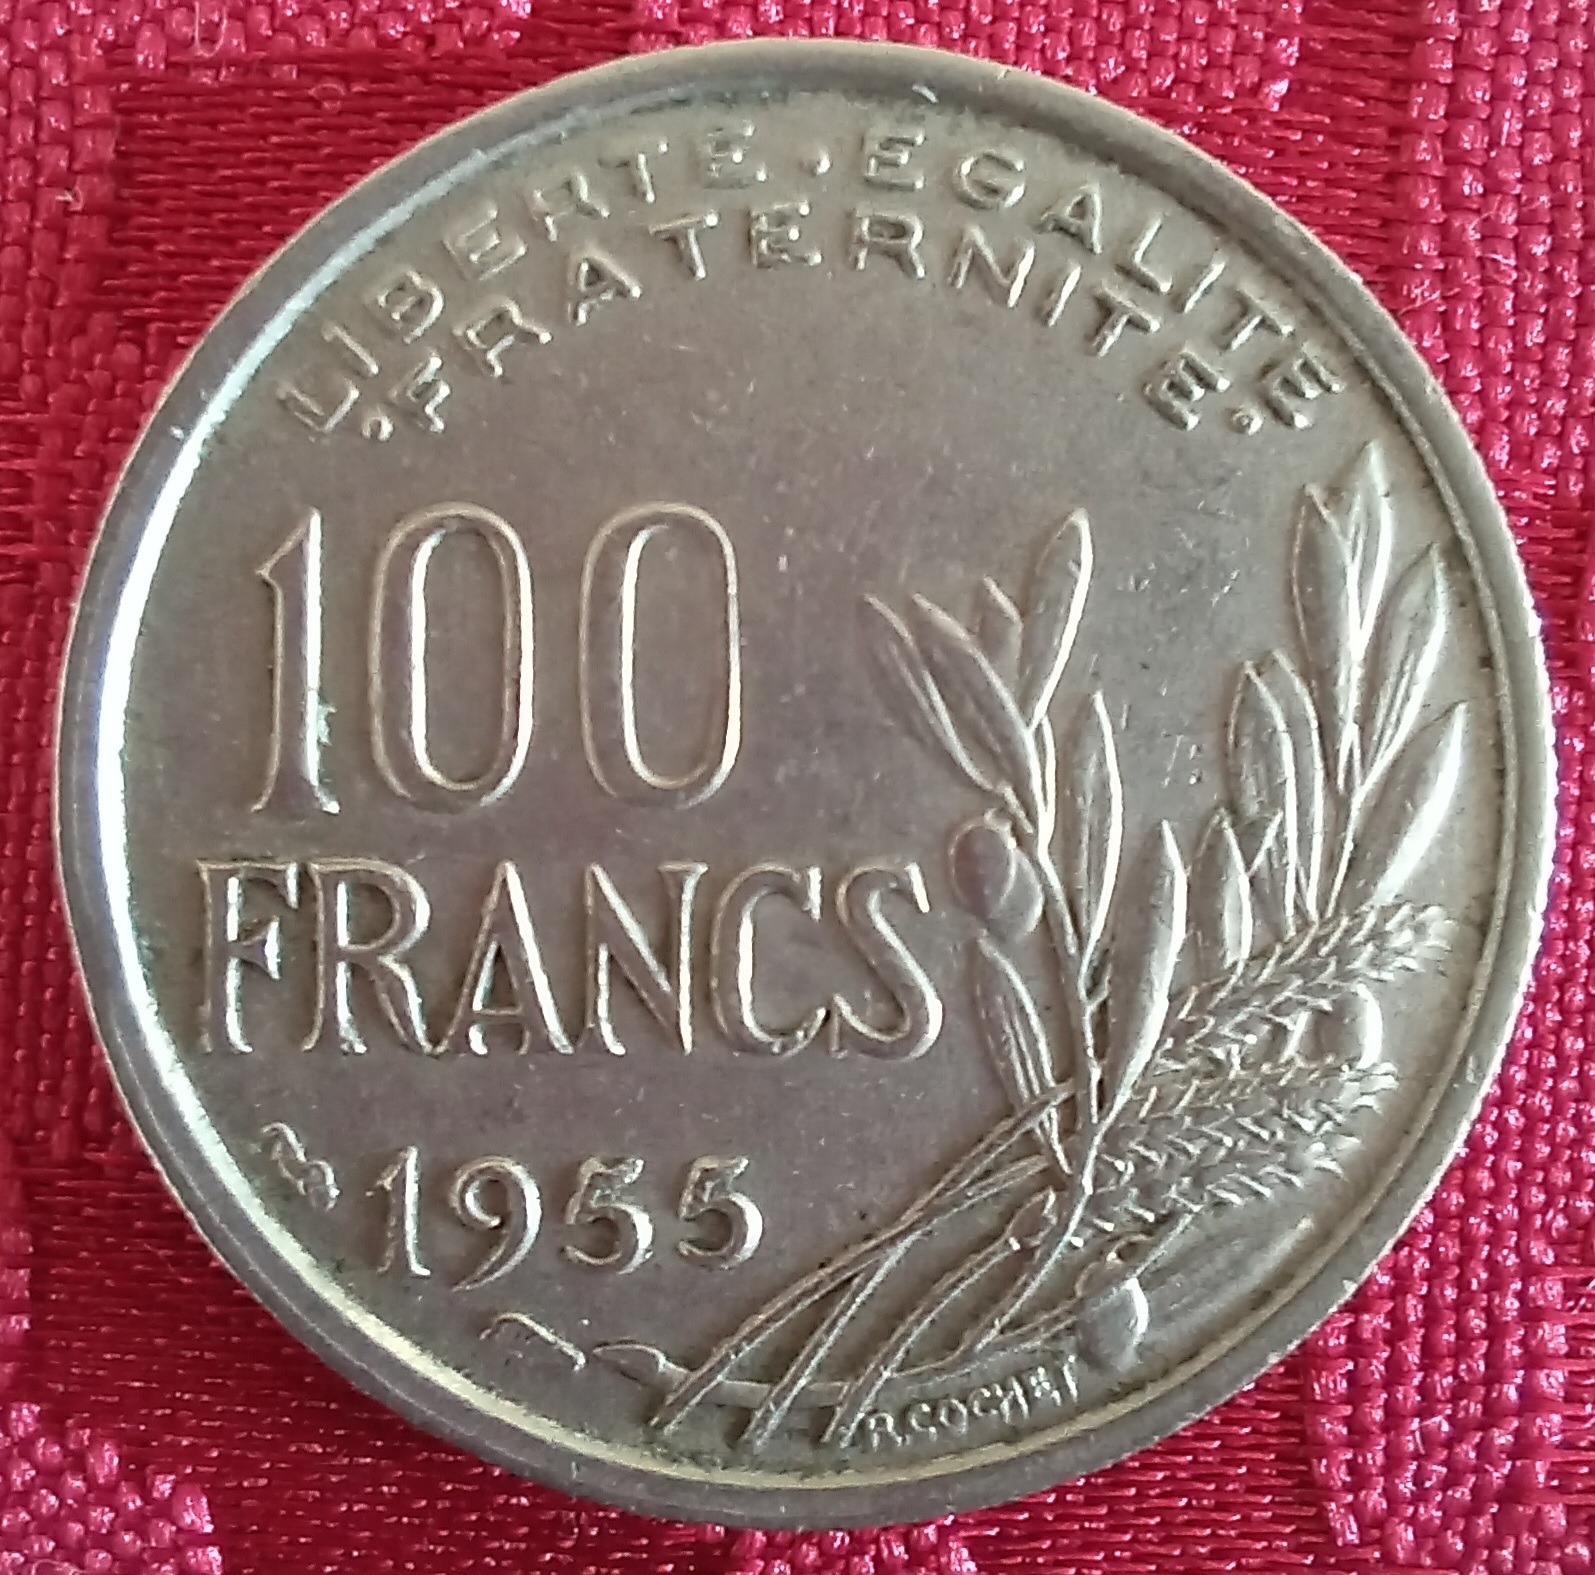 LIBERTE . EGALITE
. FRATERNITE .
100
FRANCS
1955
R.COCHET